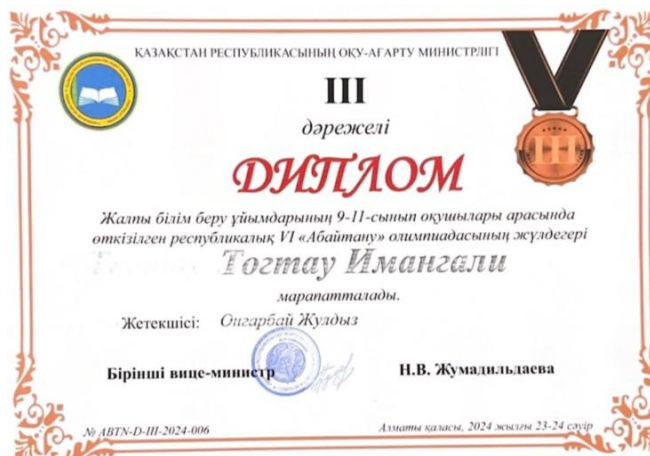 ҚАЗАҚСТАН РЕСПУБЛИКАСЫНЫҢ ОҚУ-АҒАРТУ МИНИСТРЛІГІ
III
дәрежелі
ДИПЛОМ
Жалпы білім беру ұйымдарының 9-11-сынып оқушылары арасында
өткізілген республикалық VI «Абайтану» олимпиадасының жүлдегері
Тоғтау Имангали
марапатталады.
Жетекшісі: Онгарбай Жулдыз
Бірінші вице-министр Н.В. Жумадильдаева
№ ABTN-D-III-2024-006 Алматы қаласы, 2024 жылғы 23-24 сәуір
III